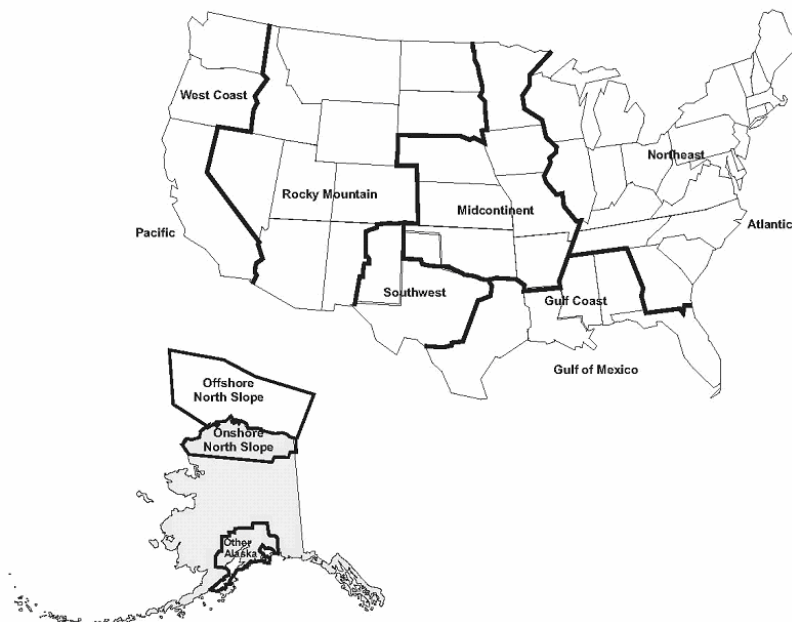 West Coast
Northeast
Rocky Mountain
Midcontinent
Pacific
Atlantic
Southwest
Gulf Coast
Gulf of Mexico
Offshore
North Slope
Onshore
North Slope
Other
Alaska